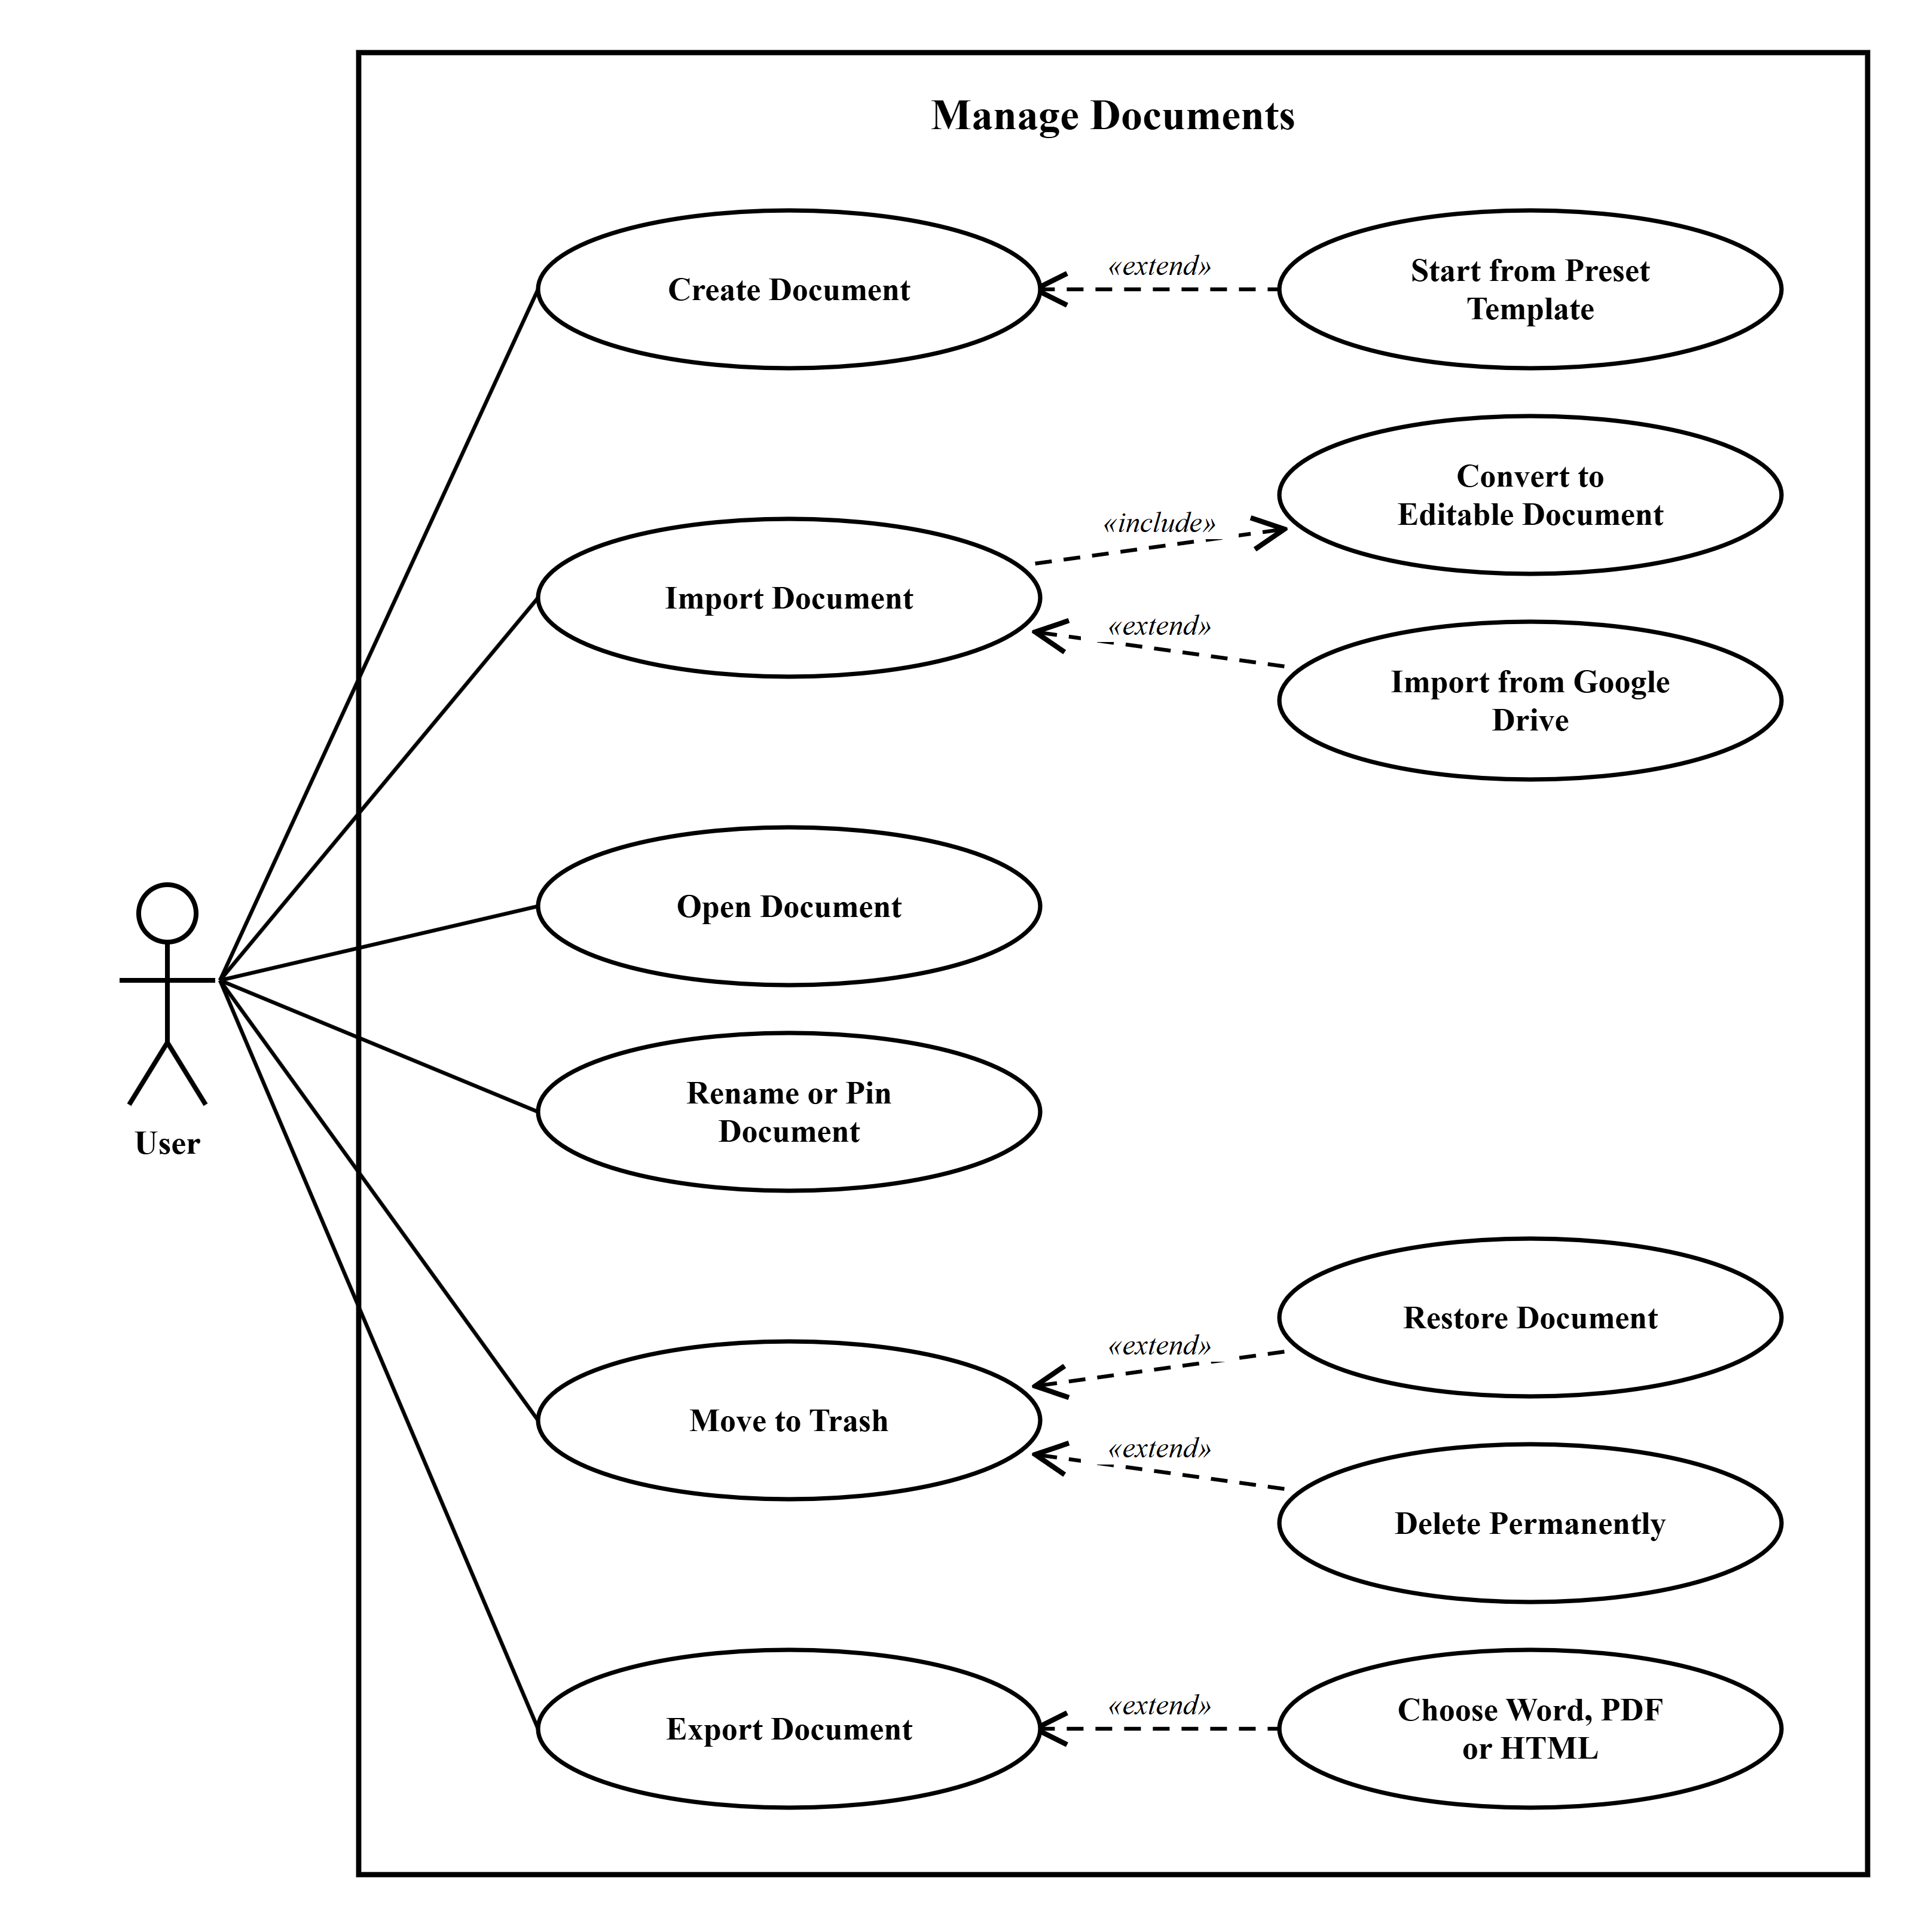 Manage Documents
Create Document
«extend»
Start from Preset
Template
Convert to
Editable Document
«include»
Import Document
«extend»
Import from Google
Drive
Open Document
Rename or Pin
Document
User
Restore Document
«extend»
Move to Trash
«extend»
Delete Permanently
Export Document
«extend»
Choose Word, PDF
or HTML